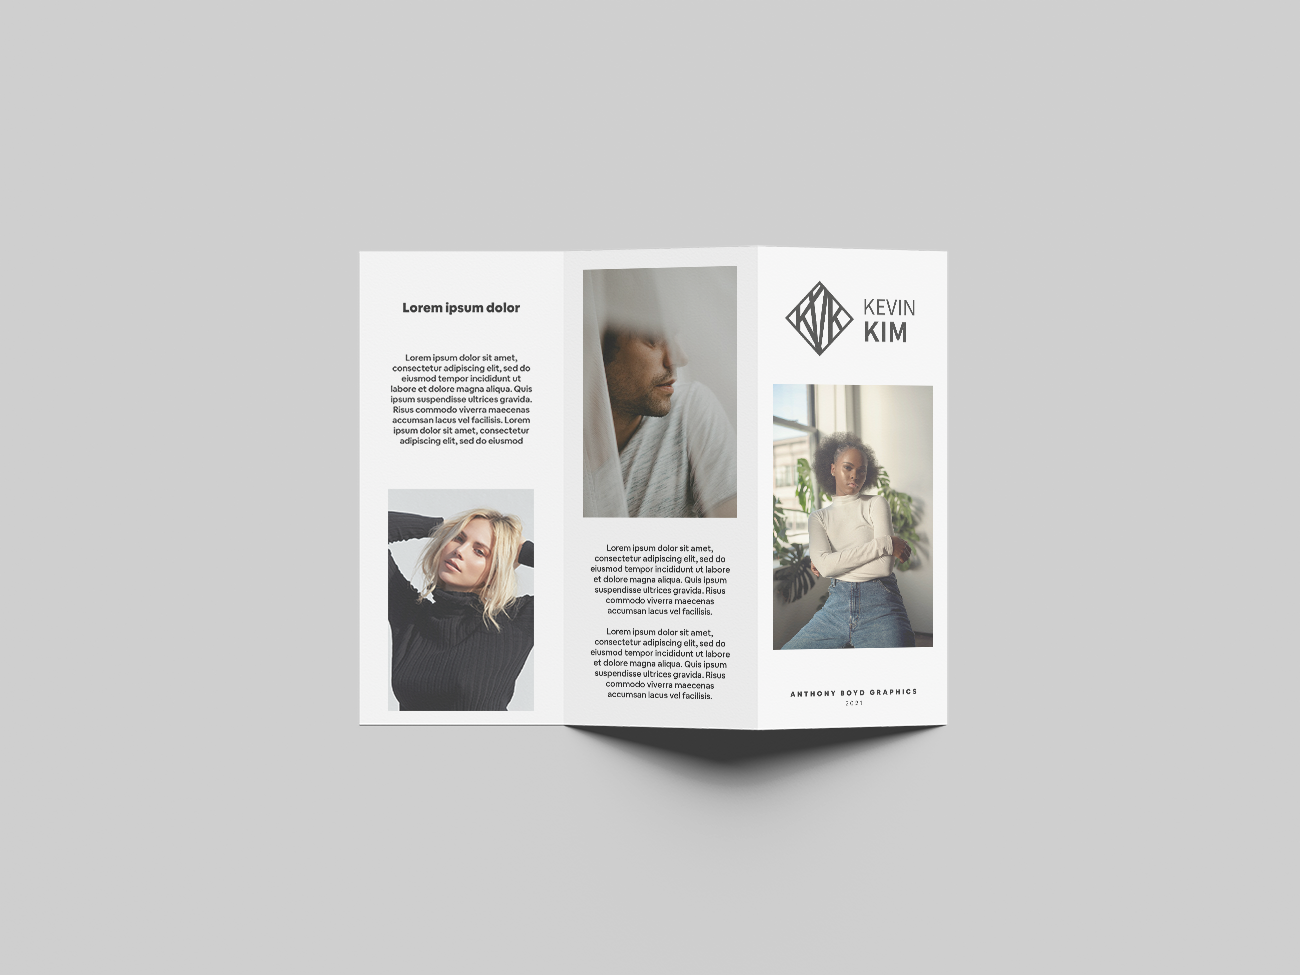 Lorem ipsum dolor
Lorem ipsum dolor sit amet,
consectetur adipiscing elit, sed do
eiusmod tempor incididunt ut
labore et dolore magna aliqua. Quis
ipsum suspendisse ultrices gravida.
Risus commodo viverra maecenas
accumsan lacus vel facilisis. Lorem
ipsum dolor sit amet, consectetur
adipiscing elit, sed do eiusmod
Lorem ipsum dolor sit amet,
consectetur adipiscing elit, sed do
eiusmod tempor incididunt ut labore
et dolore magna aliqua. Quis ipsum
suspendisse ultrices gravida. Risus
commodo viverra maecenas
accumsan lacus vel facilisis.
Lorem ipsum dolor sit amet,
consectetur adipiscing elit, sed do
eiusmod tempor incididunt ut labore
et dolore magna aliqua. Quis ipsum
suspendisse ultrices gravida. Risus
commodo viverra maecenas
accumsan lacus vel facilisis.
KVK
KEVIN
KIM
ANTHONY BOYD GRAPHICS
2021